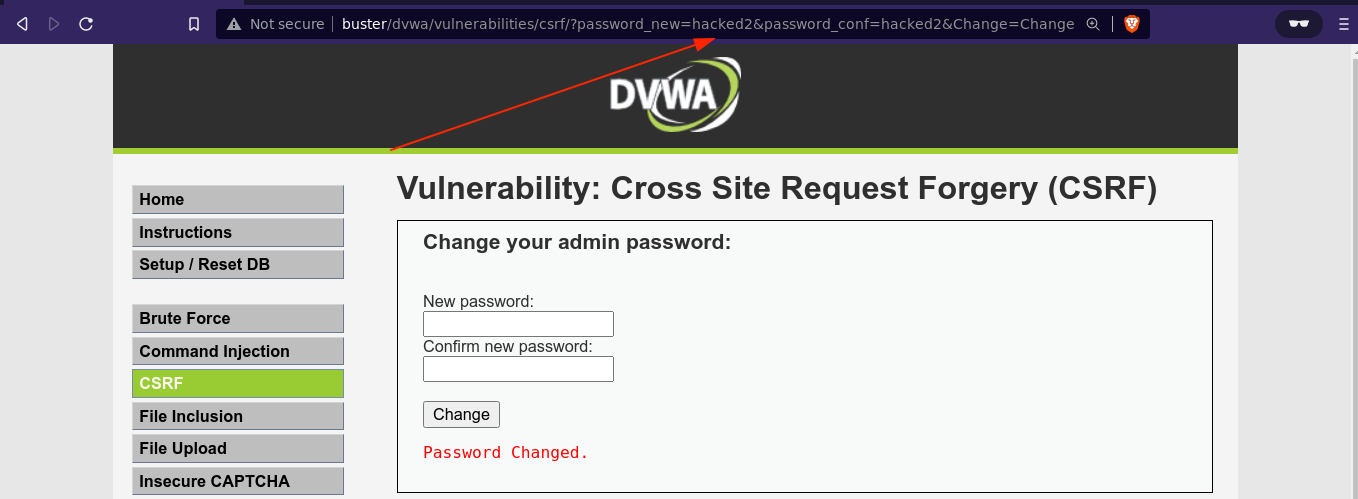 Not secure buster/dvwa/vulnerabilities/csrf/?password_new=hacked2&password_conf=hacked2&Change=Change
DVWA
Vulnerability: Cross Site Request Forgery (CSRF)
Home
Instructions
Setup / Reset DB
Brute Force
Command Injection
CSRF
File Inclusion
File Upload
Insecure CAPTCHA
Change your admin password:
New password:
Confirm new password:
Change
Password Changed.